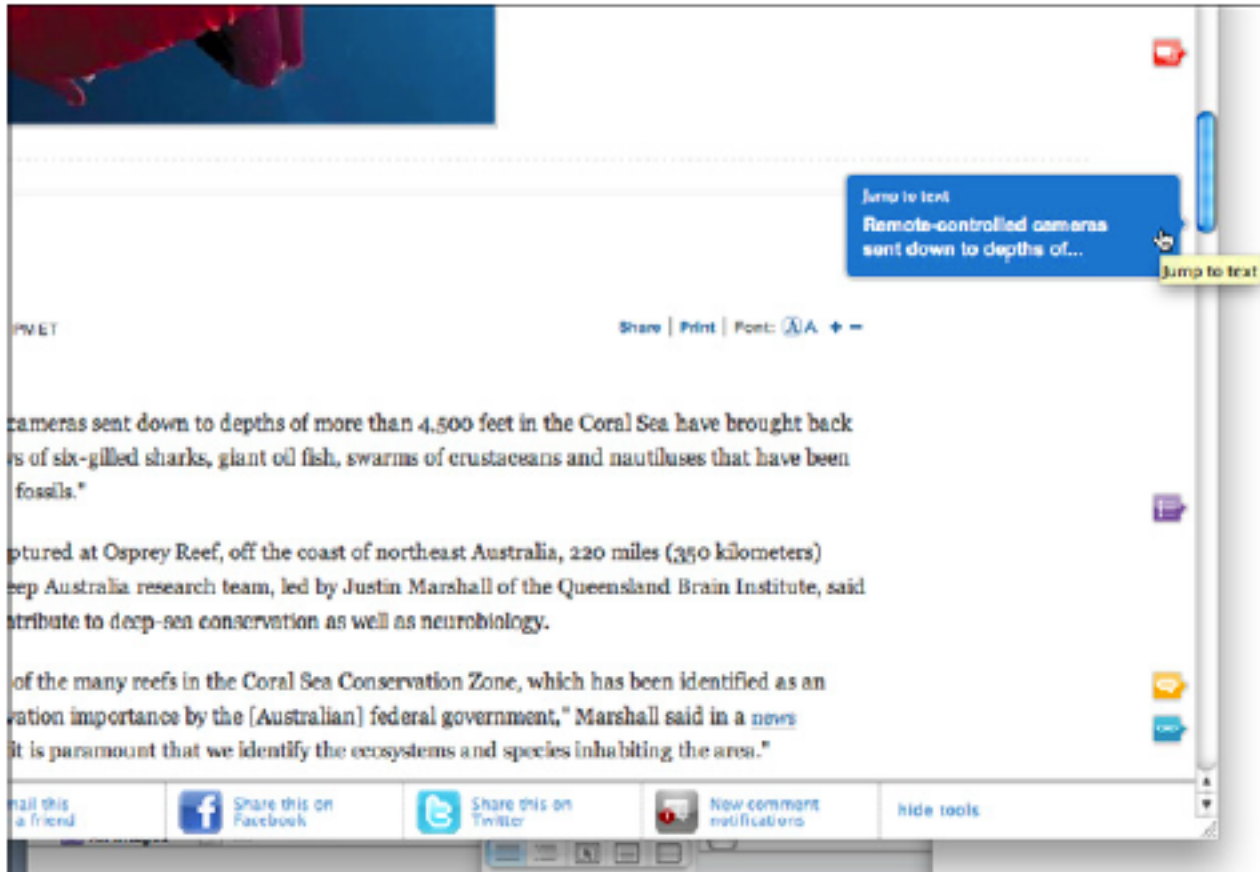 Jump to text
Remote-controlled cameras
sent down to depths of...
Jump to text
PM ET
Share | Print | Font: A A + −
cameras sent down to depths of more than 4,500 feet in the Coral Sea have brought back
s of six-gilled sharks, giant oil fish, swarms of crustaceans and nautiluses that have been
fossils."
ptured at Osprey Reef, off the coast of northeast Australia, 220 miles (350 kilometers)
eep Australia research team, led by Justin Marshall of the Queensland Brain Institute, said
ntribute to deep-sea conservation as well as neurobiology.
of the many reefs in the Coral Sea Conservation Zone, which has been identified as an
vation importance by the [Australian] federal government," Marshall said in a news
it is paramount that we identify the ecosystems and species inhabiting the area."
mail this
a friend
Share this on
Facebook
Share this on
Twitter
New comment
notifications
hide tools